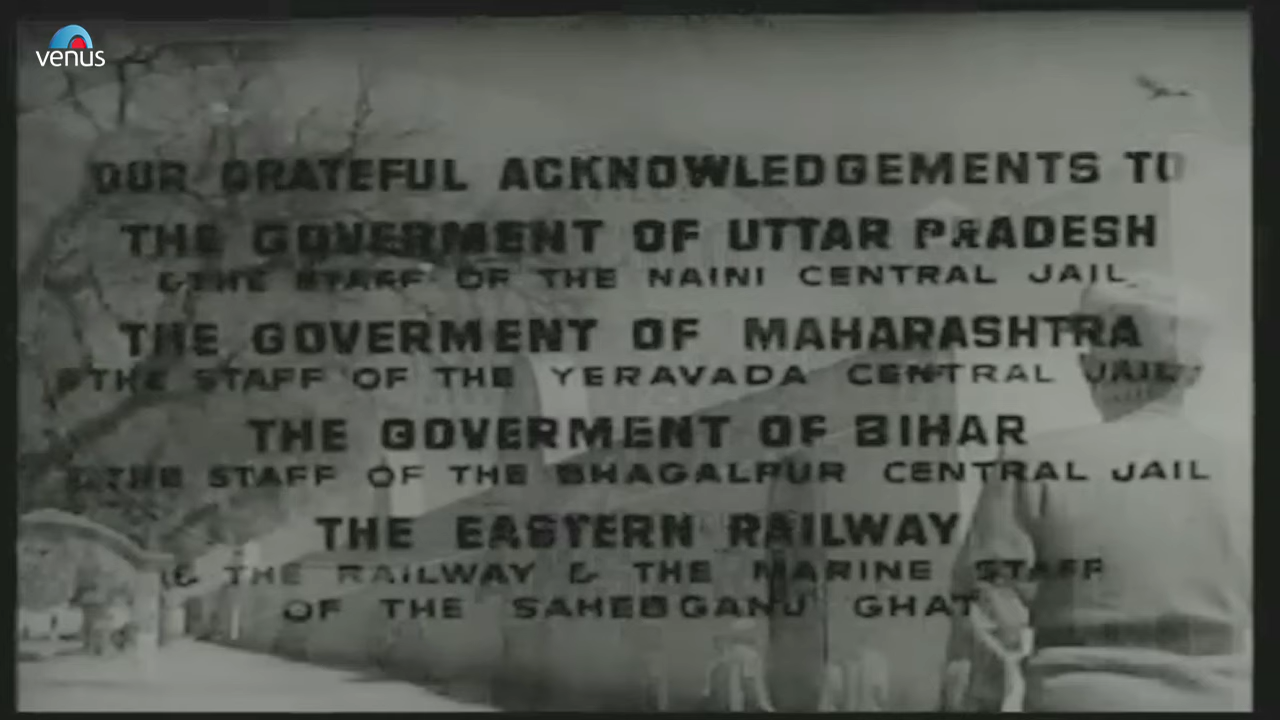 venus
OUR GRATEFUL ACKNOWLEDGEMENTS TO
THE GOVERMENT OF UTTAR PRADESH
& THE STAFF OF THE NAINI CENTRAL JAIL
THE GOVERMENT OF MAHARASHTRA
& THE STAFF OF THE YERAVADA CENTRAL JAIL
THE GOVERMENT OF BIHAR
& THE STAFF OF THE BHAGALPUR CENTRAL JAIL
THE EASTERN RAILWAY
& THE RAILWAY & THE MARINE STAFF
OF THE SAHEBGANJ GHAT